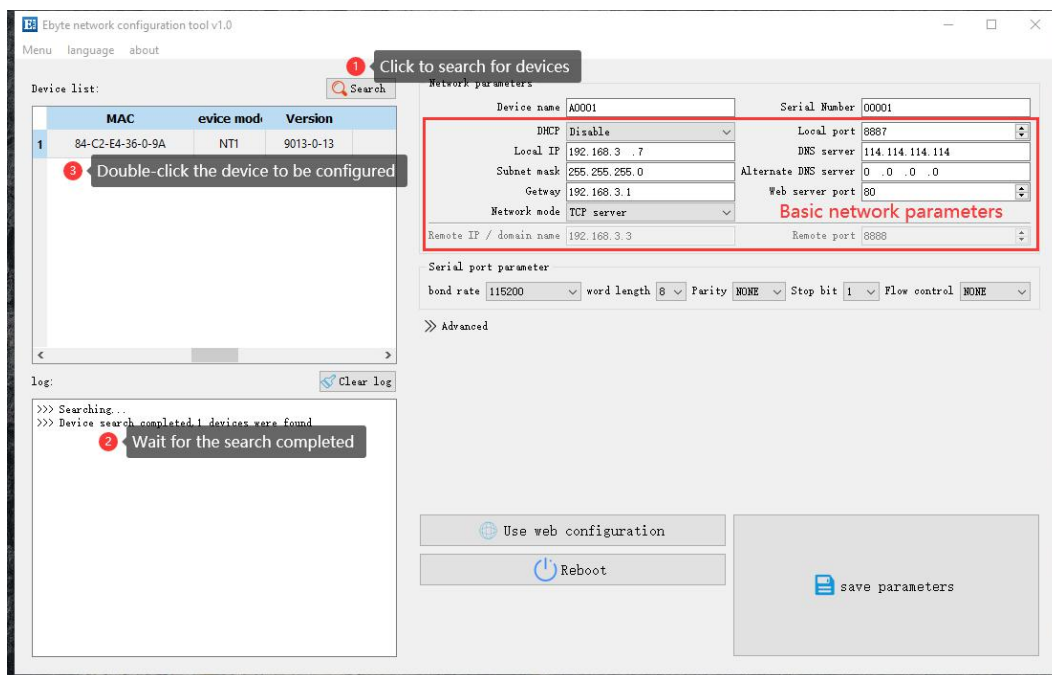 Ebyte network configuration tool v1.0
Menu language about
1 Click to search for devices
Device list:
Search
MAC evice mod Version
1 84-C2-E4-36-0-9A NT1 9013-0-13
3 Double-click the device to be configured
log:
Clear log
>>> Searching...
>>> Device search completed,1 devices were found
2 Wait for the search completed
Network parameters
Device name A0001 Serial Number 00001
DHCP Disable Local port 8887
Local IP 192.168.3 .7 DNS server 114.114.114.114
Subnet mask 255.255.255.0 Alternate DNS server 0 .0 .0 .0
Getway 192.168.3.1 Web server port 80
Network mode TCP server Basic network parameters
Remote IP / domain name 192.168.3.3 Remote port 8888
Serial port parameter
bond rate 115200 word length 8 Parity NONE Stop bit 1 Flow control NONE
Advanced
Use web configuration
Reboot
save parameters